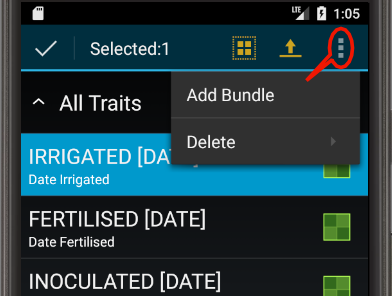 LTE 1:05
Selected:1
Add Bundle
All Traits
Delete
IRRIGATED [DA
Date Irrigated
FERTILISED [DATE]
Date Fertilised
INOCULATED [DATE]